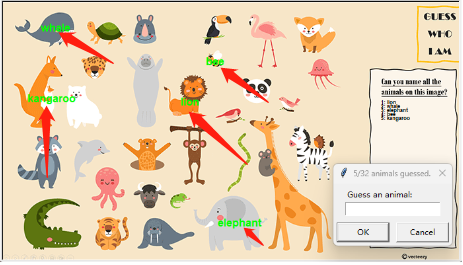 whale
GUESS
WHO
I AM
bee
Can you name all the
animals on this image?
kangaroo
lion
1: lion
2: whale
3: elephant
4: bee
5: kangaroo
5/32 animals guessed.
Guess an animal:
OK
Cancel
elephant
vecteezy